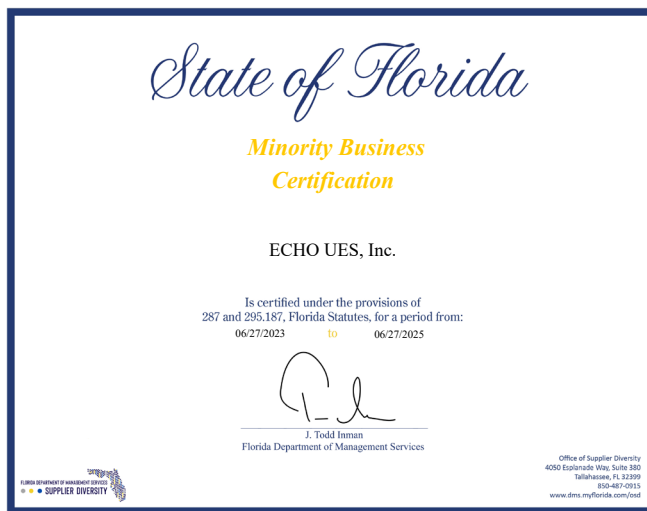 State of Florida
Minority Business
Certification
ECHO UES, Inc.
Is certified under the provisions of
287 and 295.187, Florida Statutes, for a period from:
06/27/2023 to 06/27/2025
J. Todd Inman
Florida Department of Management Services
FLORIDA DEPARTMENT OF MANAGEMENT SERVICES
SUPPLIER DIVERSITY
Office of Supplier Diversity
4050 Esplanade Way, Suite 380
Tallahassee, FL 32399
850-487-0915
www.dms.myflorida.com/osd